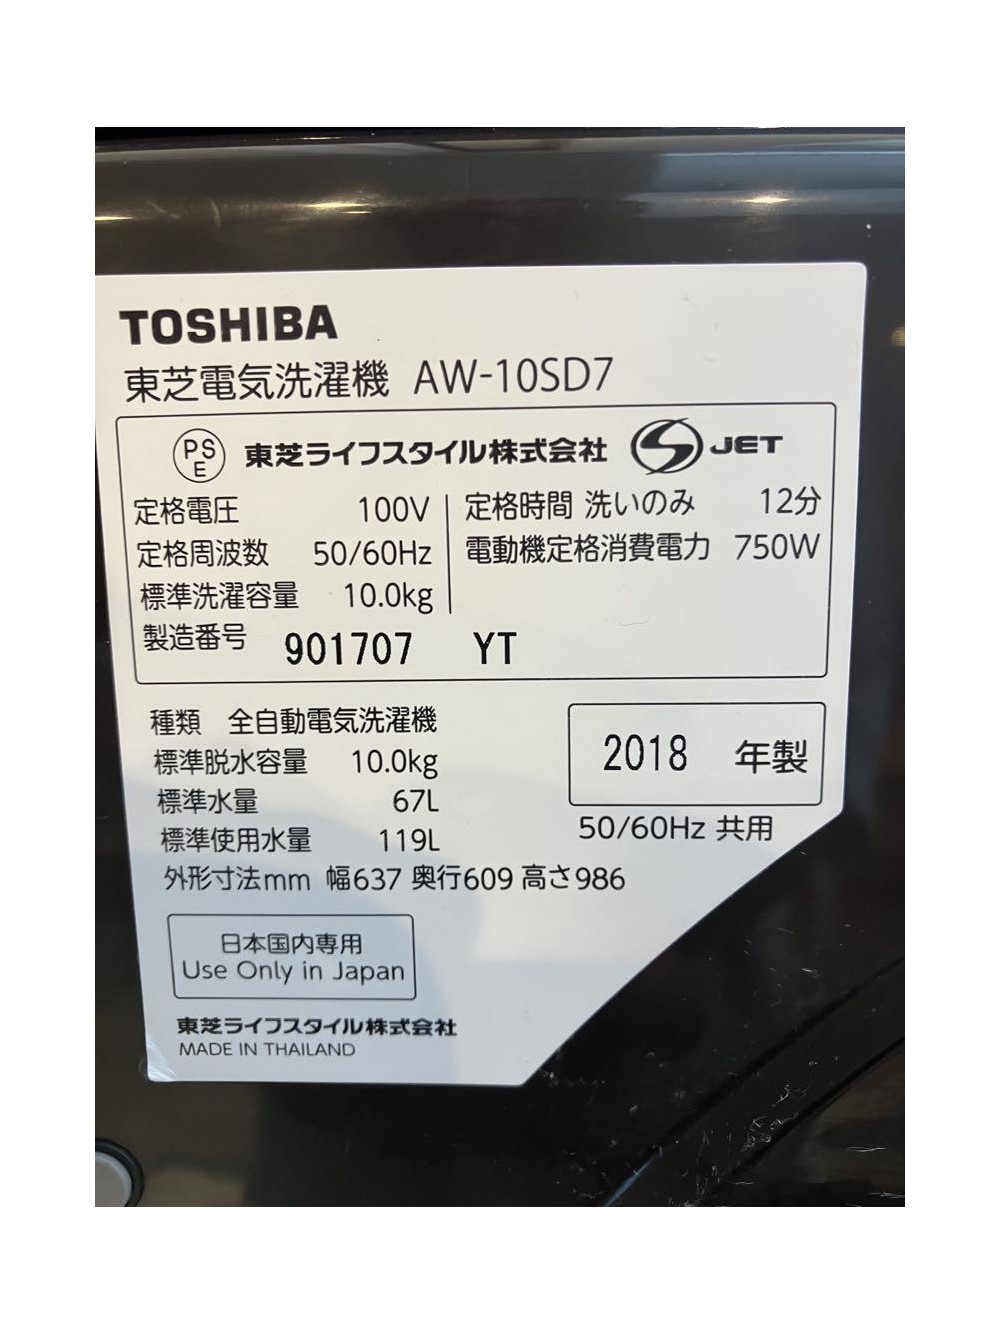 TOSHIBA
東芝電気洗濯機 AW-10SD7
PSE 東芝ライフスタイル株式会社 S JET
定格電圧 100V
定格周波数 50/60Hz
標準洗濯容量 10.0kg
定格時間 洗いのみ 12分
電動機定格消費電力 750W
製造番号 901707 YT
種類 全自動電気洗濯機
標準脱水容量 10.0kg
標準水量 67L
標準使用水量 119L
外形寸法mm 幅637 奥行609 高さ986
2018 年製
50/60Hz 共用
日本国内専用
Use Only in Japan
東芝ライフスタイル株式会社
MADE IN THAILAND